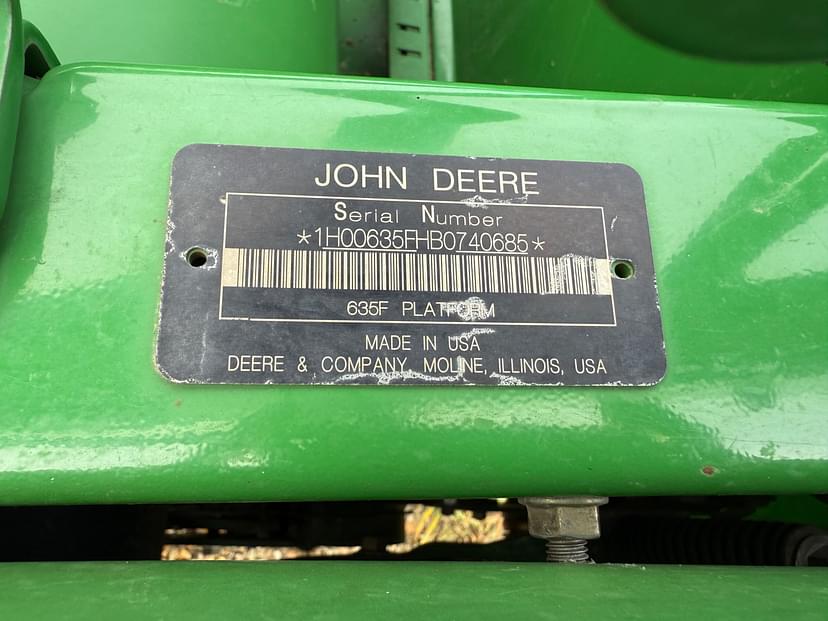 JOHN DEERE
Serial Number
*1H00635FHB0740685*
635F PLATFORM
MADE IN USA
DEERE & COMPANY MOLINE, ILLINOIS, USA